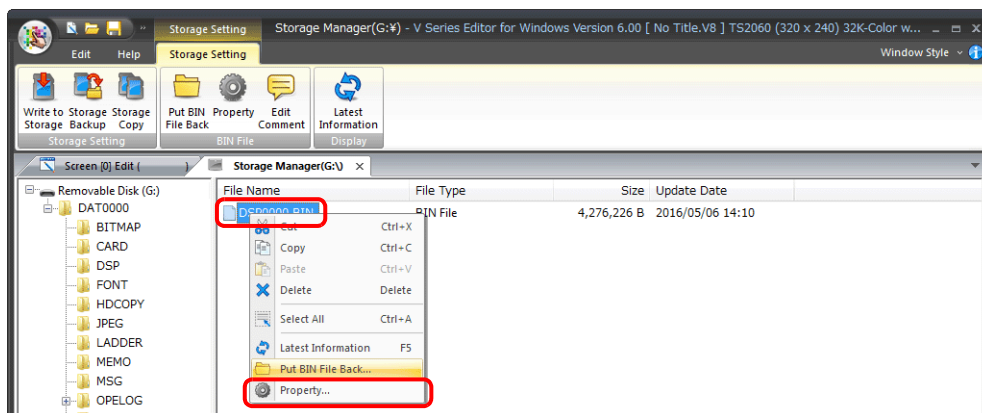 Storage Setting Storage Manager(G:¥) - V Series Editor for Windows Version 6.00 [ No Title.V8 ] TS2060 (320 x 240) 32K-Color w...
Edit Help Storage Setting Window Style
Write to Storage Storage Put BIN Property Edit Latest
Storage Backup Copy File Back Comment Information
Storage Setting BIN File Display
Screen [0] Edit ( ) Storage Manager(G:\)
Removable Disk (G:) File Name File Type Size Update Date
DAT0000 DSP0000.BIN BIN File 4,276,226 B 2016/05/06 14:10
BITMAP Cut Ctrl+X
CARD Copy Ctrl+C
DSP Paste Ctrl+V
FONT Delete Delete
HDCOPY
JPEG Select All Ctrl+A
LADDER Latest Information F5
MEMO Put BIN File Back...
MSG Property...
OPELOG